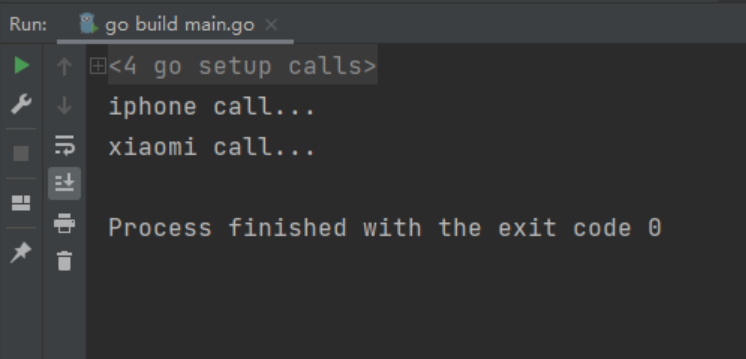 Run: go build main.go
<4 go setup calls>
iphone call...
xiaomi call...
Process finished with the exit code 0